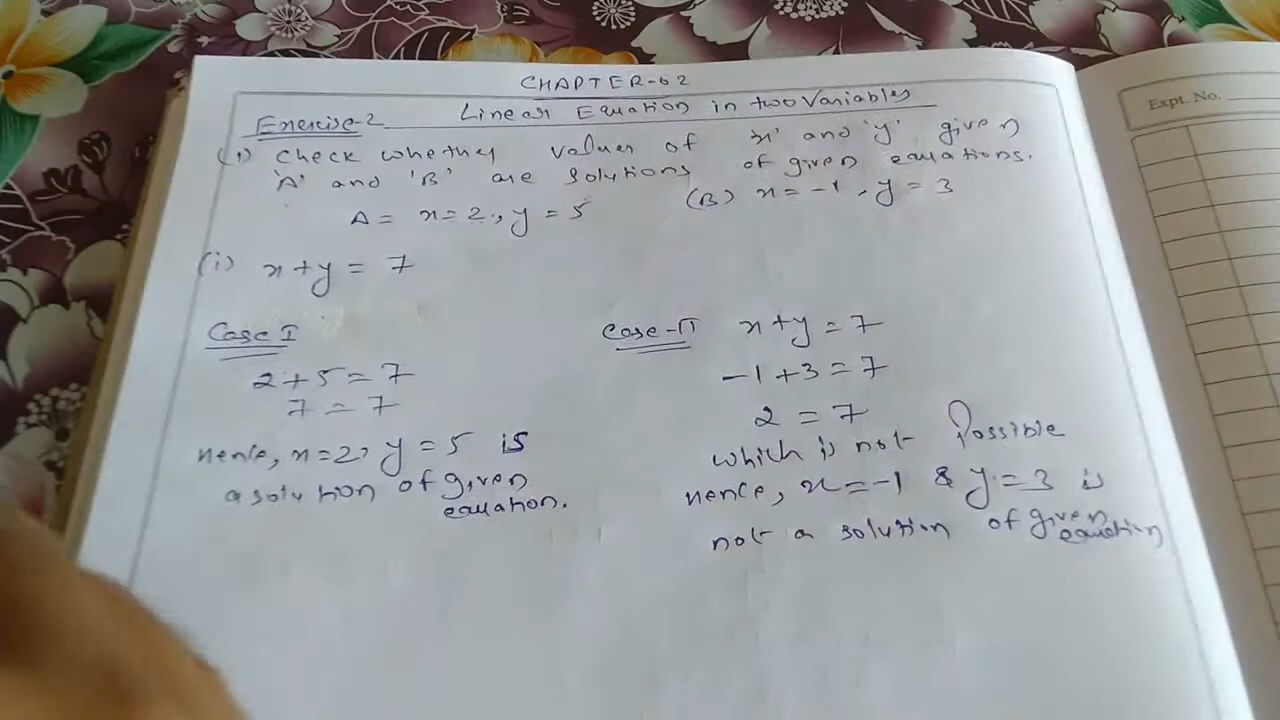 CHAPTER-02
Linear Equation in two Variables
Exercise-2
(1) Check whether values of 'x' and 'y' given
'A' and 'B' are solutions of given equations.
A = x = 2, y = 5 (B) x = -1, y = 3
(i) x + y = 7
Case I
2 + 5 = 7
7 = 7
Hence, x = 2, y = 5 is
a solution of given
equation.
Case-II x + y = 7
-1 + 3 = 7
2 = 7
which is not Possible
Hence, x = -1 & y = 3 is
not a solution of given
equation
Expt. No.